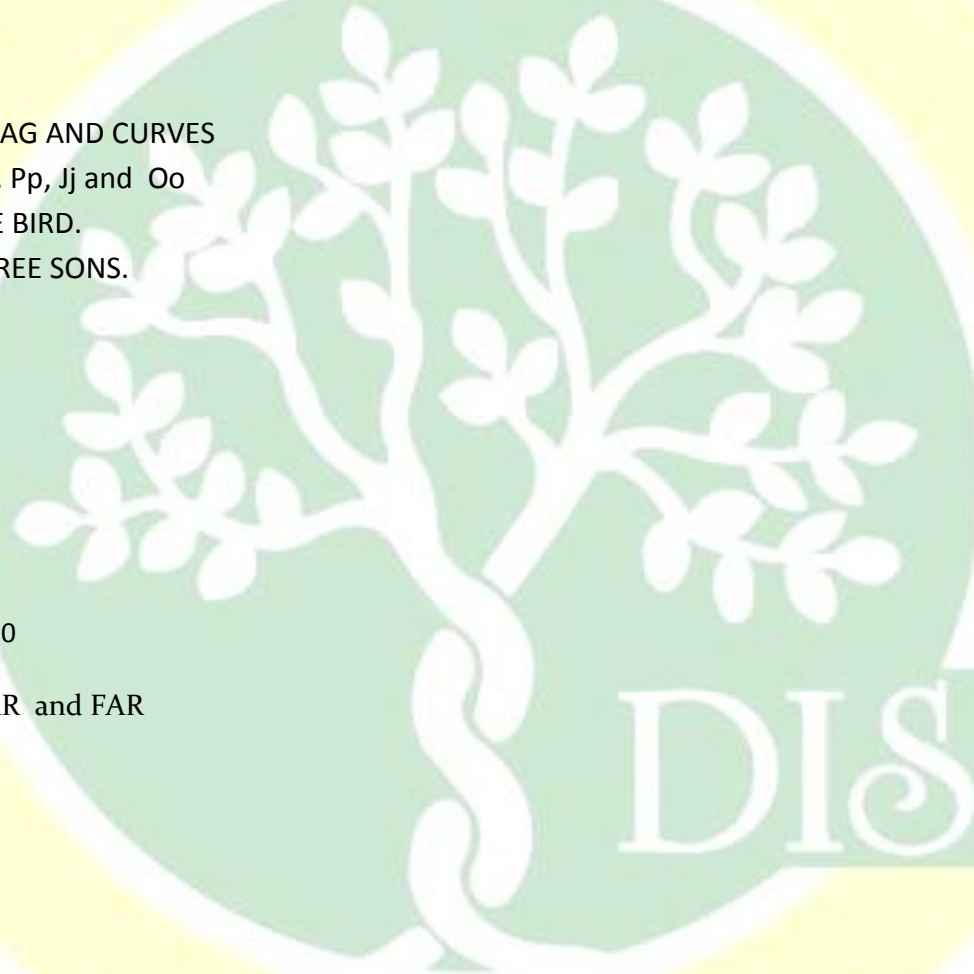 AG AND CURVES
Pp, Jj and Oo
E BIRD.
REE SONS.
0
R and FAR
DIS